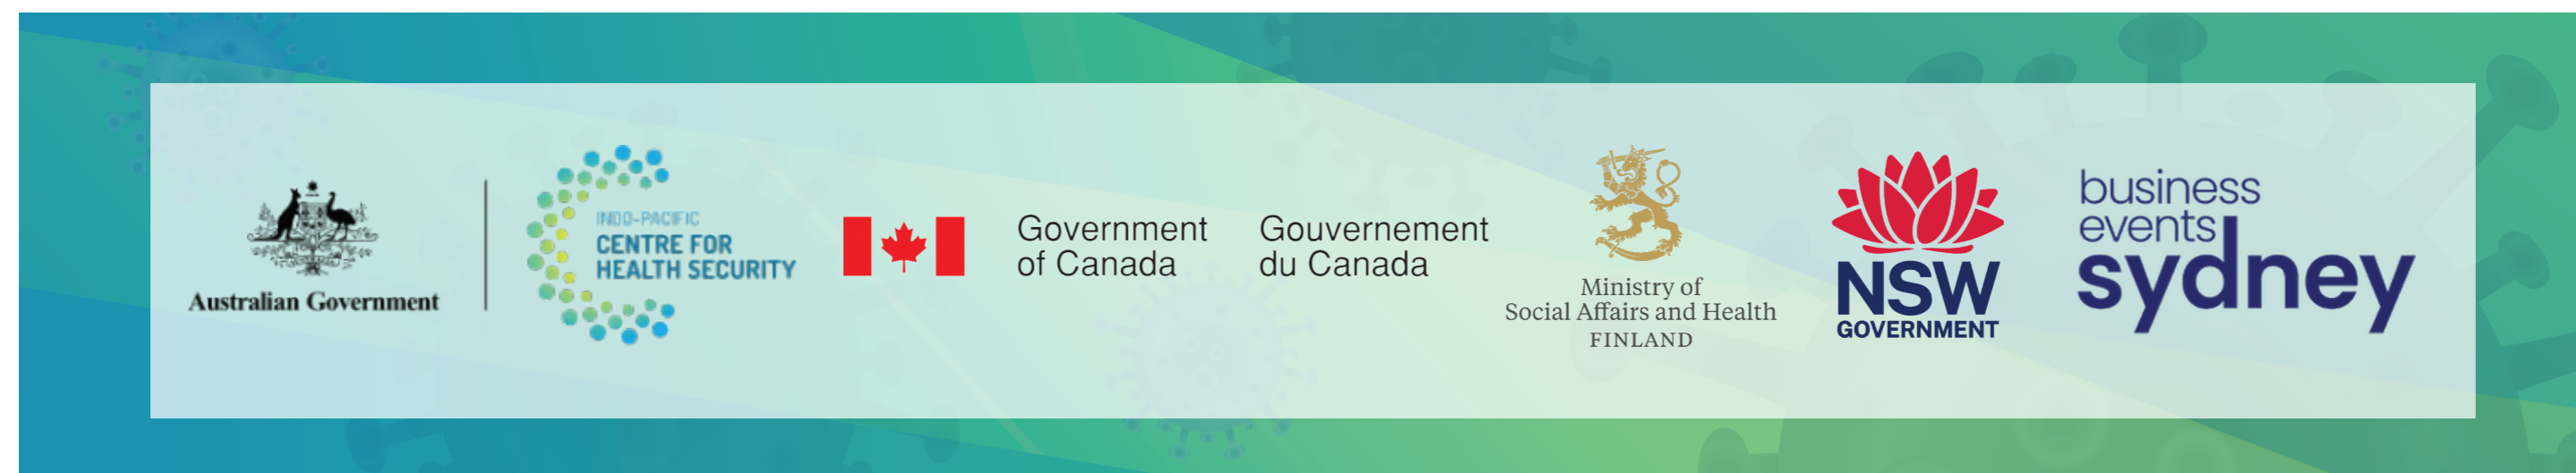 Australian Government
INDO-PACIFIC
CENTRE FOR
HEALTH SECURITY
Government
of Canada
Gouvernement
du Canada
Ministry of
Social Affairs and Health
FINLAND
NSW
GOVERNMENT
business
events
sydney